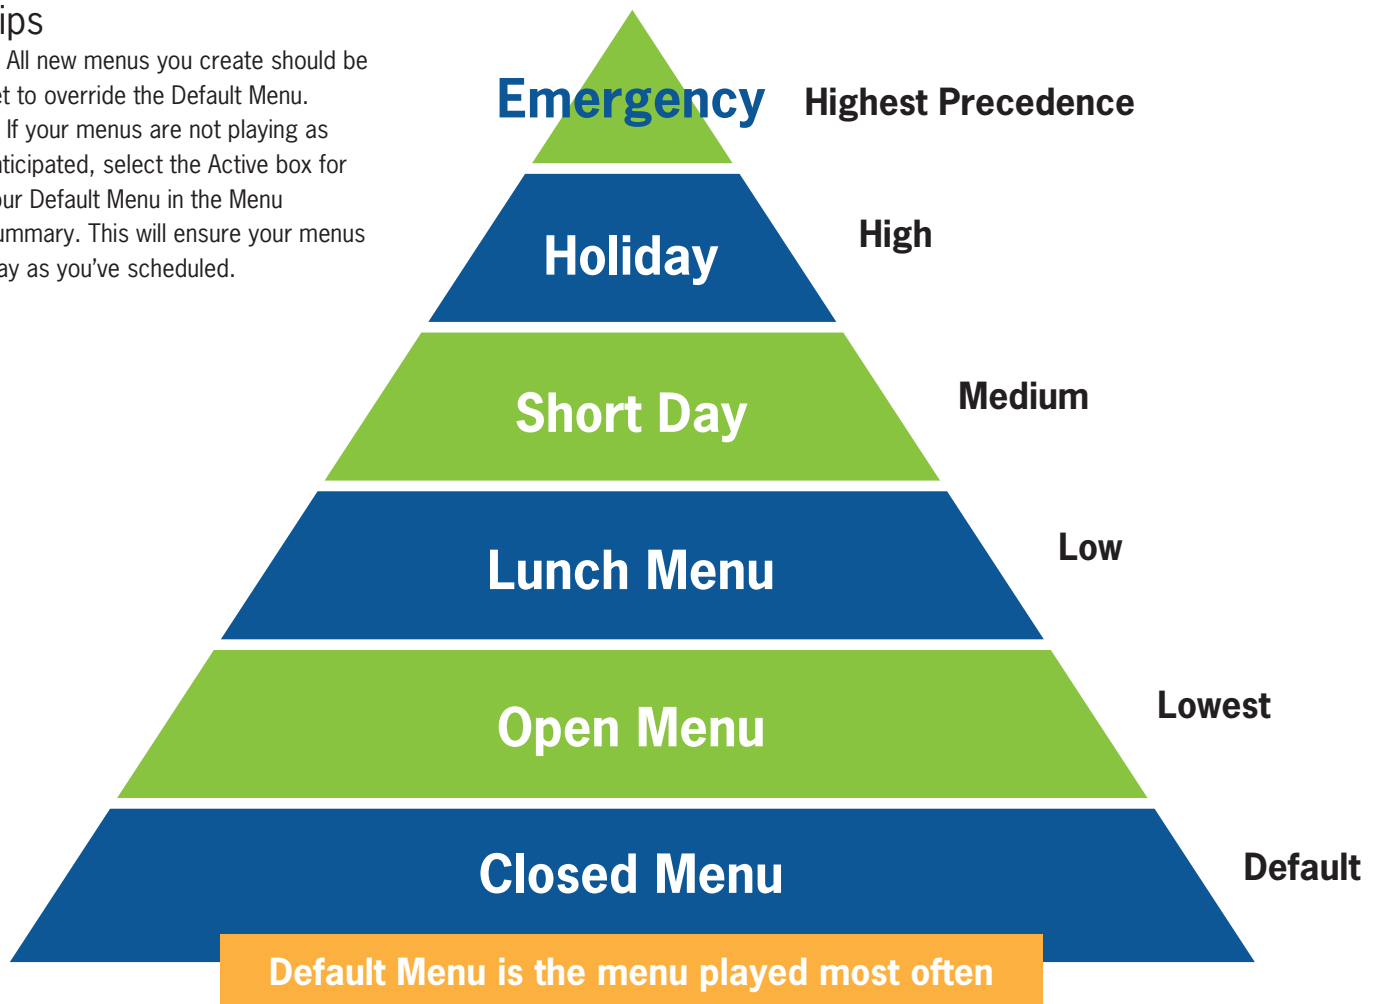 ips
All new menus you create should be
et to override the Default Menu.
If your menus are not playing as
nticipated, select the Active box for
our Default Menu in the Menu
ummary. This will ensure your menus
ay as you've scheduled.
Emergency Highest Precedence
Holiday High
Short Day Medium
Lunch Menu Low
Open Menu Lowest
Closed Menu Default
Default Menu is the menu played most often